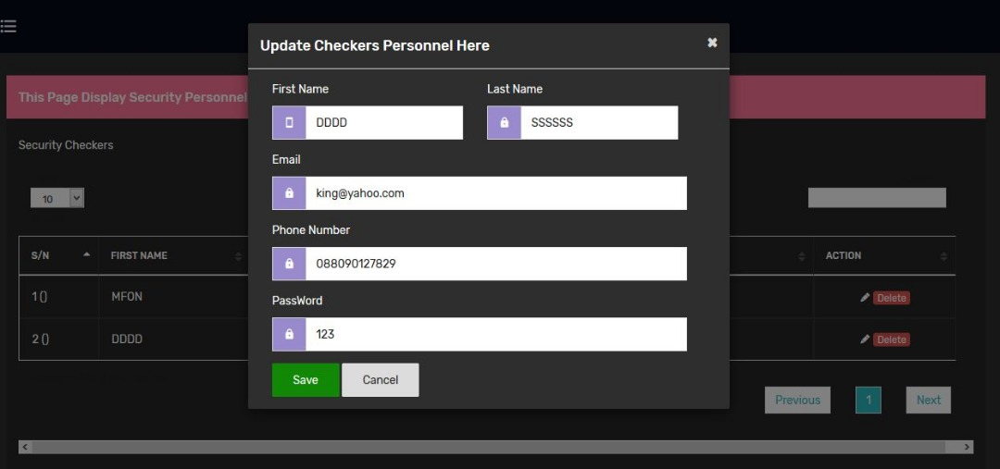 Update Checkers Personnel Here
This Page Display Security Personnel
First Name
Last Name
DDDD
SSSSSS
Security Checkers
Email
10
king@yahoo.com
Phone Number
S/N
FIRST NAME
088090127829
ACTION
1 ()
MFON
PassWord
Delete
2 ()
DDDD
123
Delete
Save
Cancel
Previous
1
Next